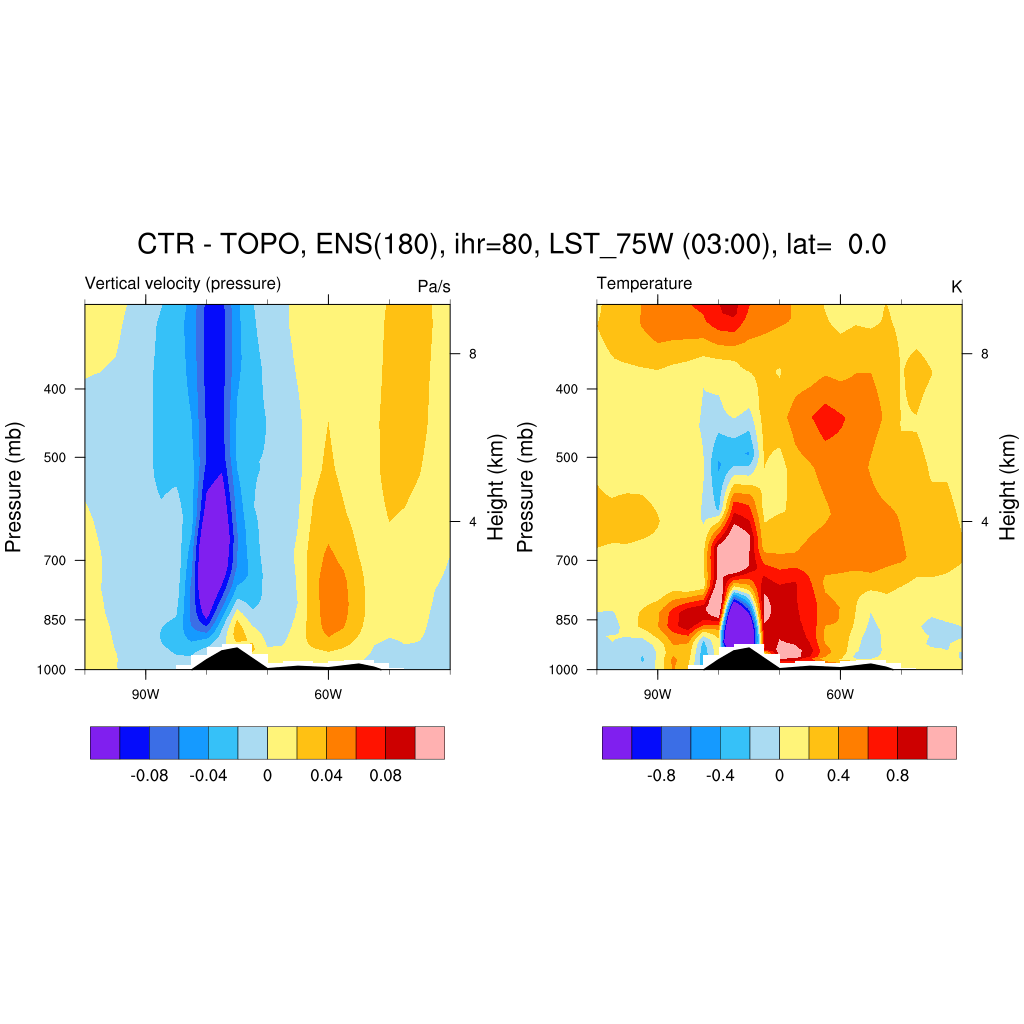 CTR - TOPO, ENS(180), ihr=80, LST_75W (03:00), lat=  0.0
Vertical velocity (pressure) Pa/s
Pressure (mb)
400
500
700
850
1000
90W 60W
8
4
Height (km)
-0.08 -0.04 0 0.04 0.08
Temperature K
Pressure (mb)
400
500
700
850
1000
90W 60W
8
4
Height (km)
-0.8 -0.4 0 0.4 0.8